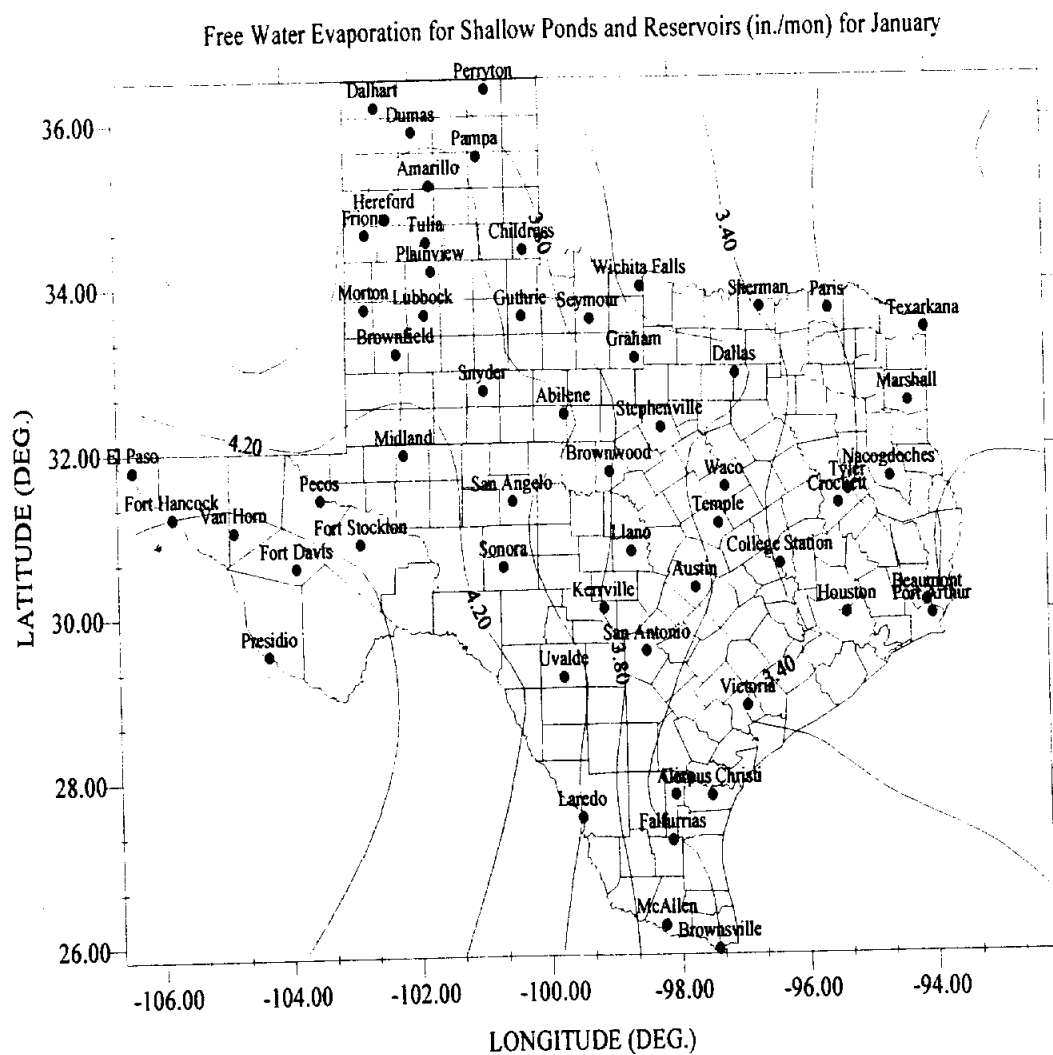 Free Water Evaporation for Shallow Ponds and Reservoirs (in./mon) for January
Perryton
Dalhart
Dumas
36.00
Pampa
Amarillo
Hereford
Friona
Tulia
Childress
3.80
3.40
Plainview
Wichita Falls
34.00
Morton
Lubbock
Guthrie
Seymour
Sherman
Paris
Texarkana
Brownfield
Graham
Dallas
Snyder
Marshall
Abilene
Stephenville
4.20
Midland
32.00
El Paso
Brownwood
Waco
Tyler
Nacogdoches
Crockett
Pecos
San Angelo
Temple
Fort Hancock
Van Horn
Fort Stockton
Llano
College Station
Fort Davis
Sonora
Austin
Beaumont
Port Arthur
Houston
Kerrville
4.20
30.00
San Antonio
3.80
Presidio
Uvalde
3.40
Victoria
28.00
Alice
Corpus Christi
Laredo
Falfurrias
McAllen
Brownsville
26.00
-106.00
-104.00
-102.00
-100.00
-98.00
-96.00
-94.00
LATITUDE (DEG.)
LONGITUDE (DEG.)